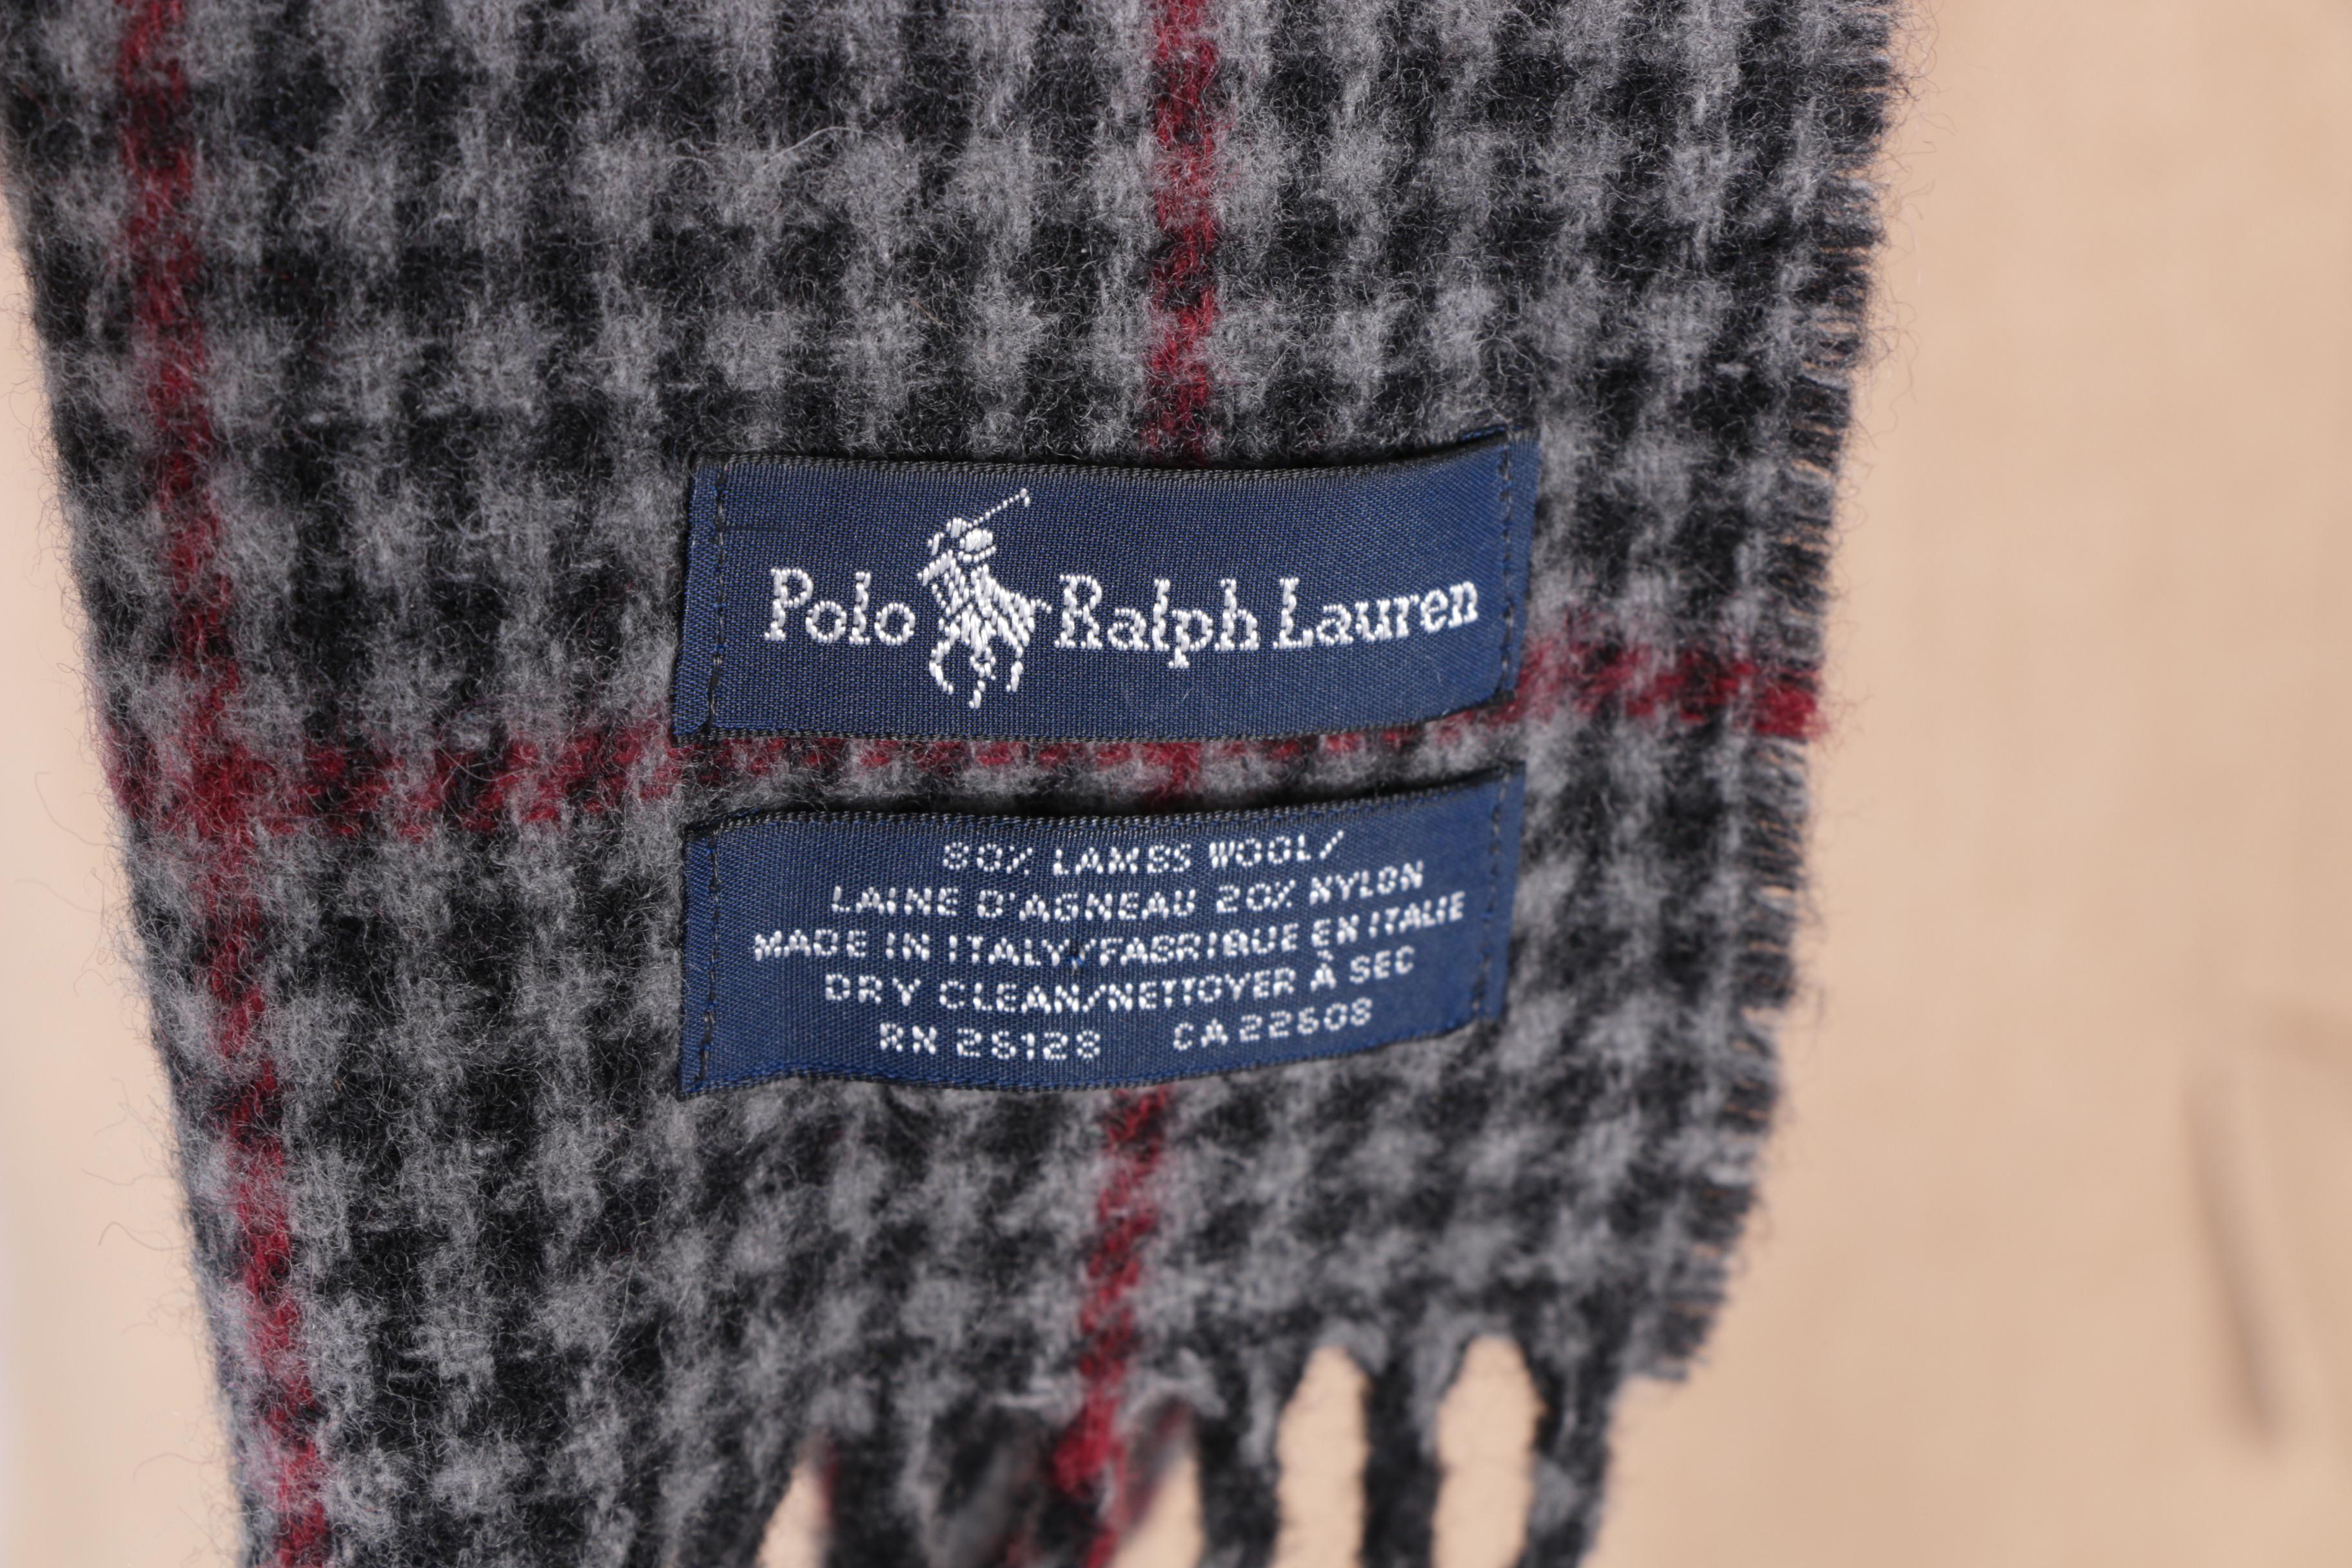 Polo Ralph Lauren
80% LAMBS WOOL/
LAINE D'AGNEAU 20% NYLON
MADE IN ITALY/FABRIQUE EN ITALIE
DRY CLEAN/NETTOYER À SEC
RN 26128 CA 22608